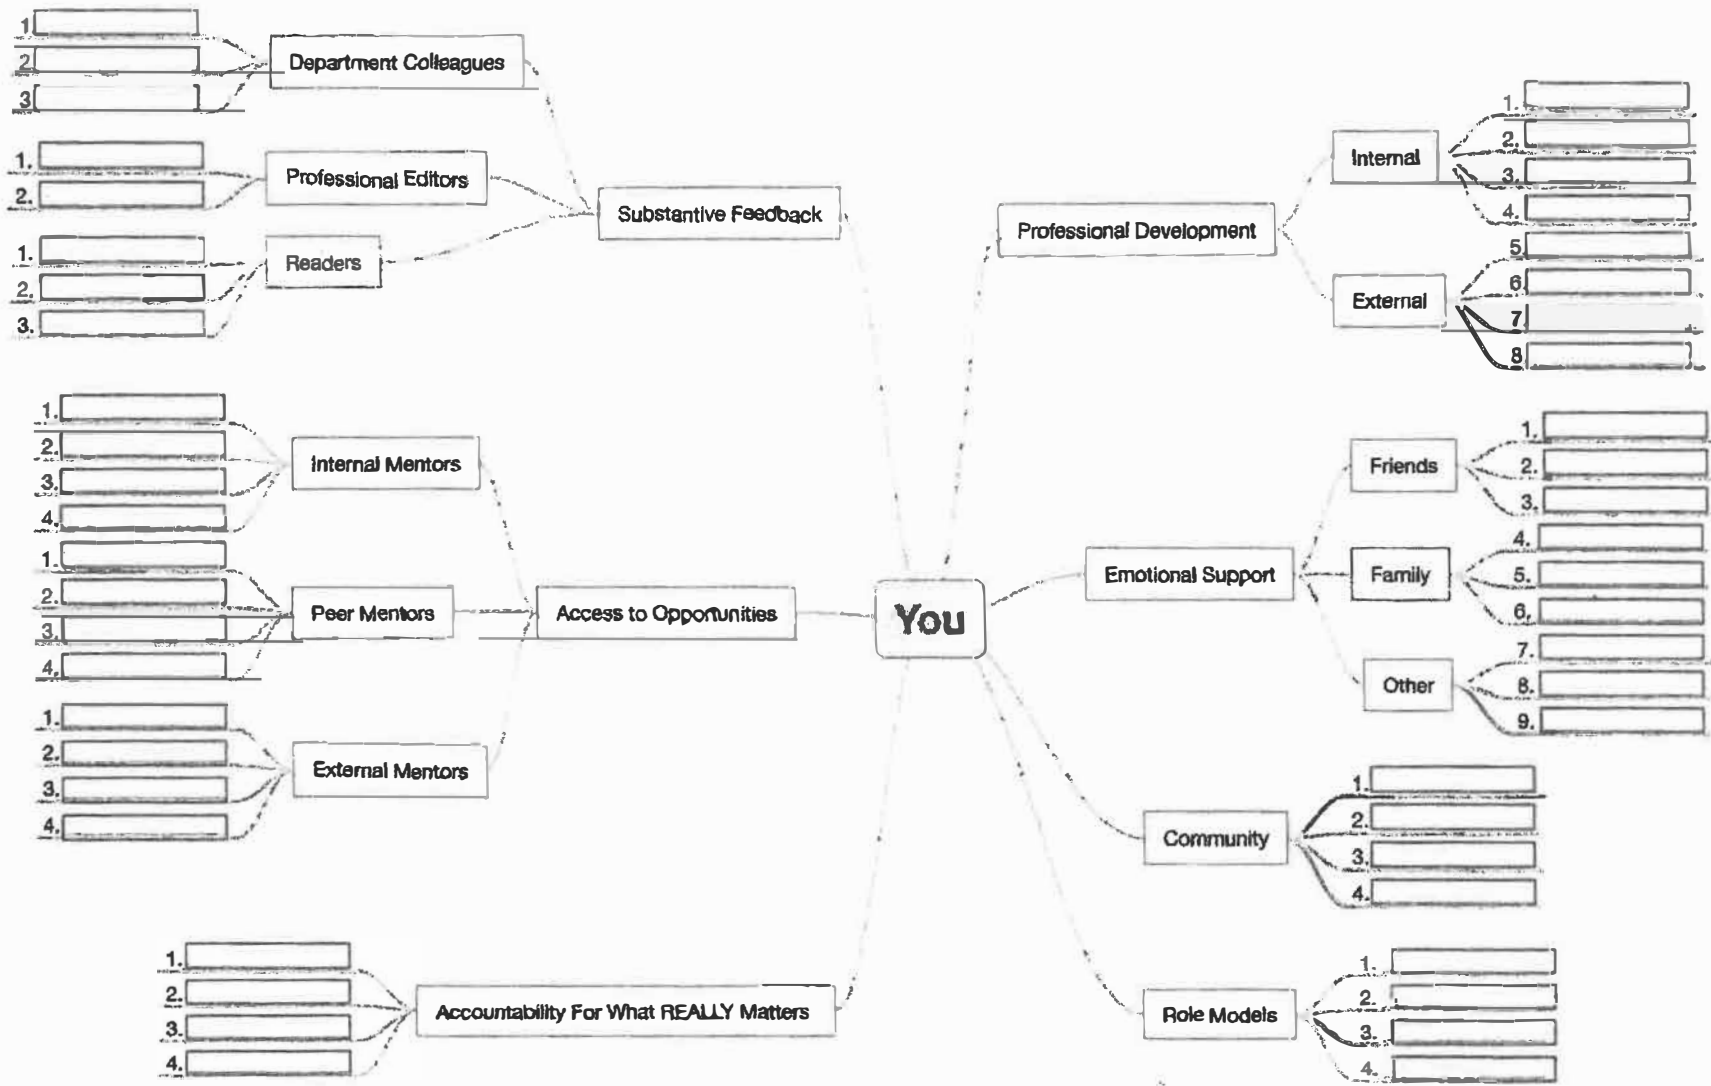 1
2
3
Department Colleagues
1.
2.
Professional Editors
1.
2.
3.
Readers
Substantive Feedback
1.
2.
3.
4.
Internal Mentors
1.
2.
3.
4.
Peer Mentors
1.
2.
3.
4.
External Mentors
Access to Opportunities
1.
2.
3.
4.
Accountability For What REALLY Matters
You
Professional Development
Internal
1.
2.
3.
4.
External
5.
6.
7
8
Emotional Support
Friends
1.
2.
3.
Family
4.
5.
6,
Other
7.
8.
9.
Community
1.
2.
3.
4.
Role Models
1.
2.
3.
4.